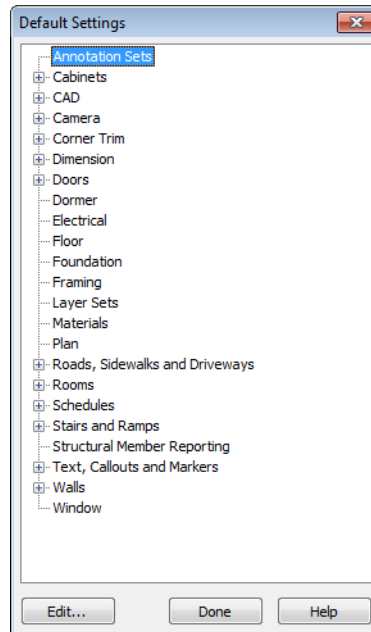 Default Settings
Annotation Sets
Cabinets
CAD
Camera
Corner Trim
Dimension
Doors
Dormer
Electrical
Floor
Foundation
Framing
Layer Sets
Materials
Plan
Roads, Sidewalks and Driveways
Rooms
Schedules
Stairs and Ramps
Structural Member Reporting
Text, Callouts and Markers
Walls
Window
Edit... Done Help